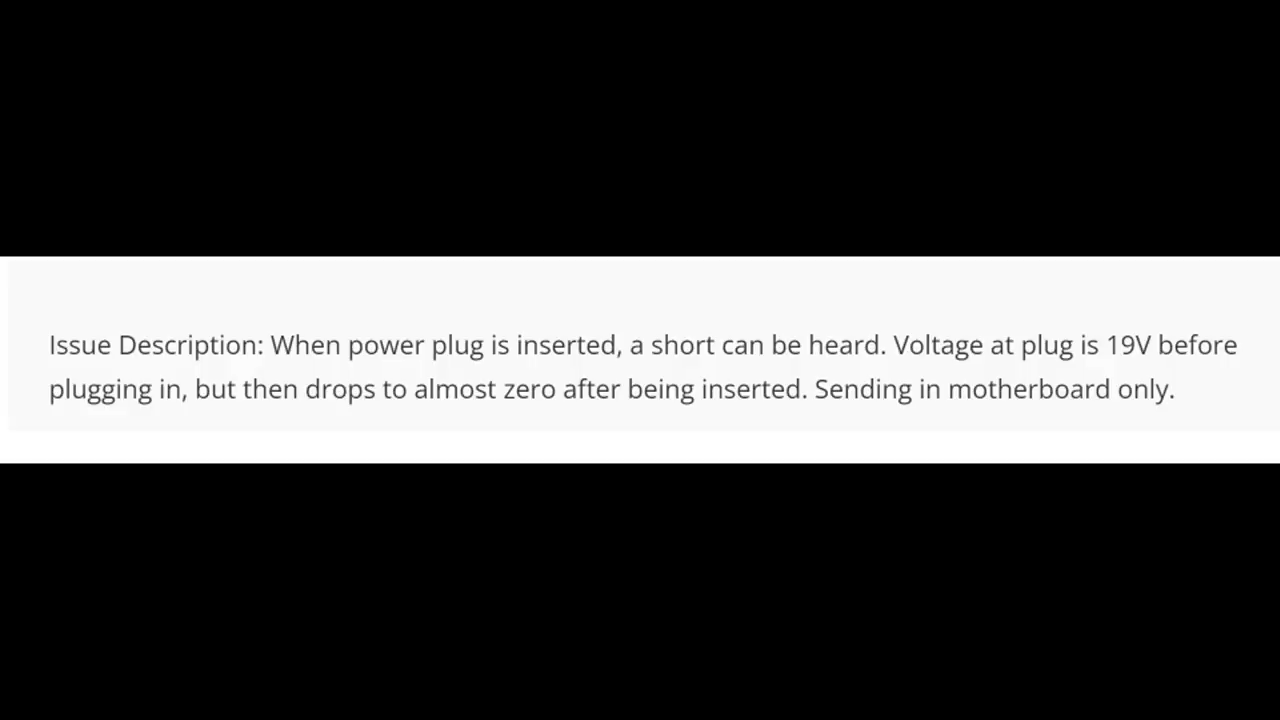 Issue Description: When power plug is inserted, a short can be heard. Voltage at plug is 19V before
plugging in, but then drops to almost zero after being inserted. Sending in motherboard only.